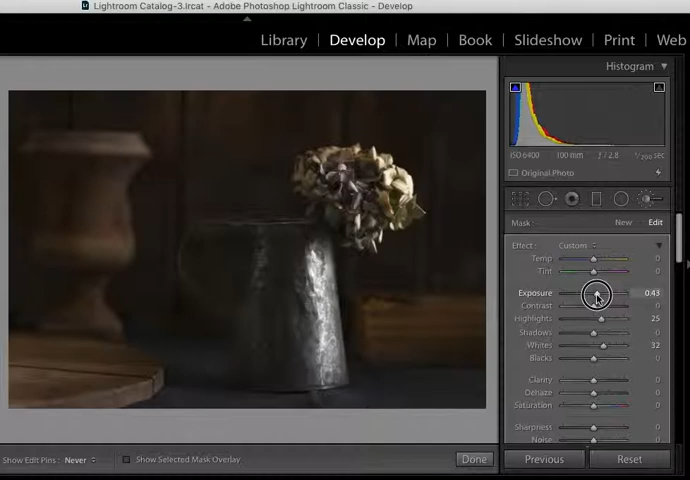 Lightroom Catalog-3.lrcat - Adobe Photoshop Lightroom Classic - Develop
Library | Develop | Map | Book | Slideshow | Print | Web
Histogram
ISO 6400 100 mm ƒ / 2.8 1/200 sec
Original Photo
Mask : New Edit
Effect : Custom
Temp 0
Tint 0
Exposure 0.43
Contrast 0
Highlights 25
Shadows 0
Whites 32
Blacks 0
Clarity 0
Dehaze 0
Saturation 0
Sharpness 0
Noise 0
Show Edit Pins : Never Show Selected Mask Overlay Done
Previous Reset